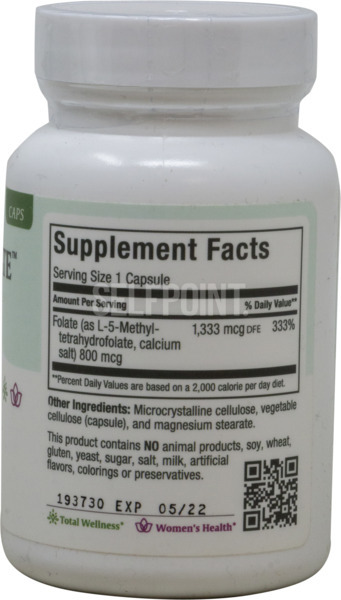 CAPS
TE™
Supplement Facts
Serving Size 1 Capsule
SELFPOINT
Amount Per Serving % Daily Value**
Folate (as L-5-Methyl- 1,333 mcg DFE 333%
tetrahydrofolate, calcium
salt) 800 mcg
**Percent Daily Values are based on a 2,000 calorie per day diet.
Other Ingredients: Microcrystalline cellulose, vegetable
cellulose (capsule), and magnesium stearate.
This product contains NO animal products, soy, wheat,
gluten, yeast, sugar, salt, milk, artificial
flavors, colorings or preservatives.
193730 EXP 05/22
Total Wellness* Women's Health*